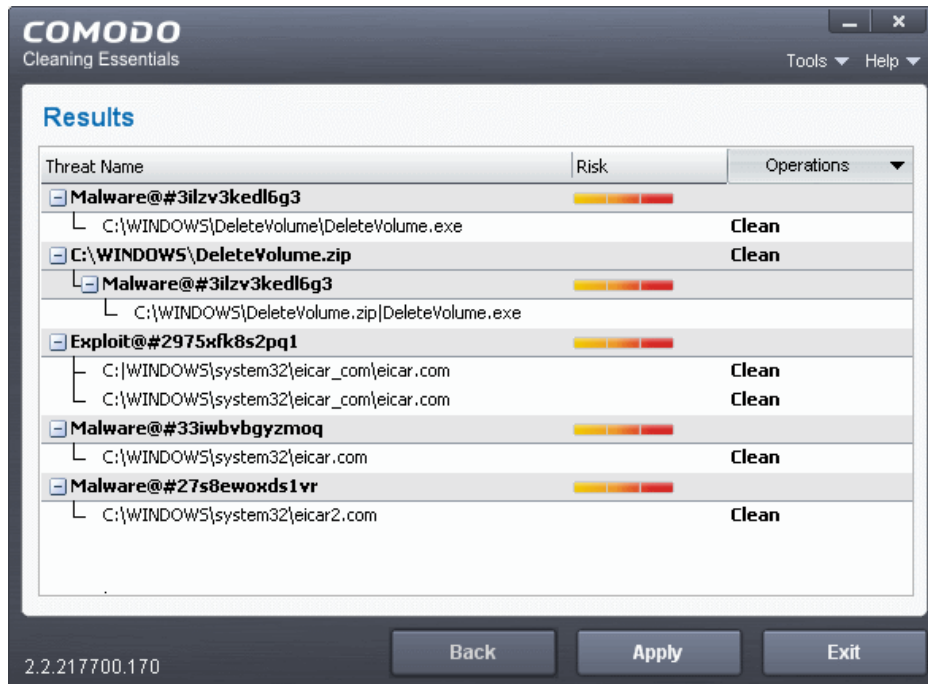 COMODO
Cleaning Essentials
Tools Help
Results
Threat Name Risk Operations
Malware@#3ilzv3kedl6g3
C:\WINDOWS\DeleteVolume\DeleteVolume.exe Clean
C:\WINDOWS\DeleteVolume.zip Clean
Malware@#3ilzv3kedl6g3
C:\WINDOWS\DeleteVolume.zip|DeleteVolume.exe
Exploit@#2975xfk8s2pq1
C:|WINDOWS\system32\eicar_com\eicar.com Clean
C:\WINDOWS\system32\eicar_com\eicar.com Clean
Malware@#33iwbvbgyzmoq
C:\WINDOWS\system32\eicar.com Clean
Malware@#27s8ewoxds1vr
C:\WINDOWS\system32\eicar2.com Clean
2.2.217700.170 Back Apply Exit